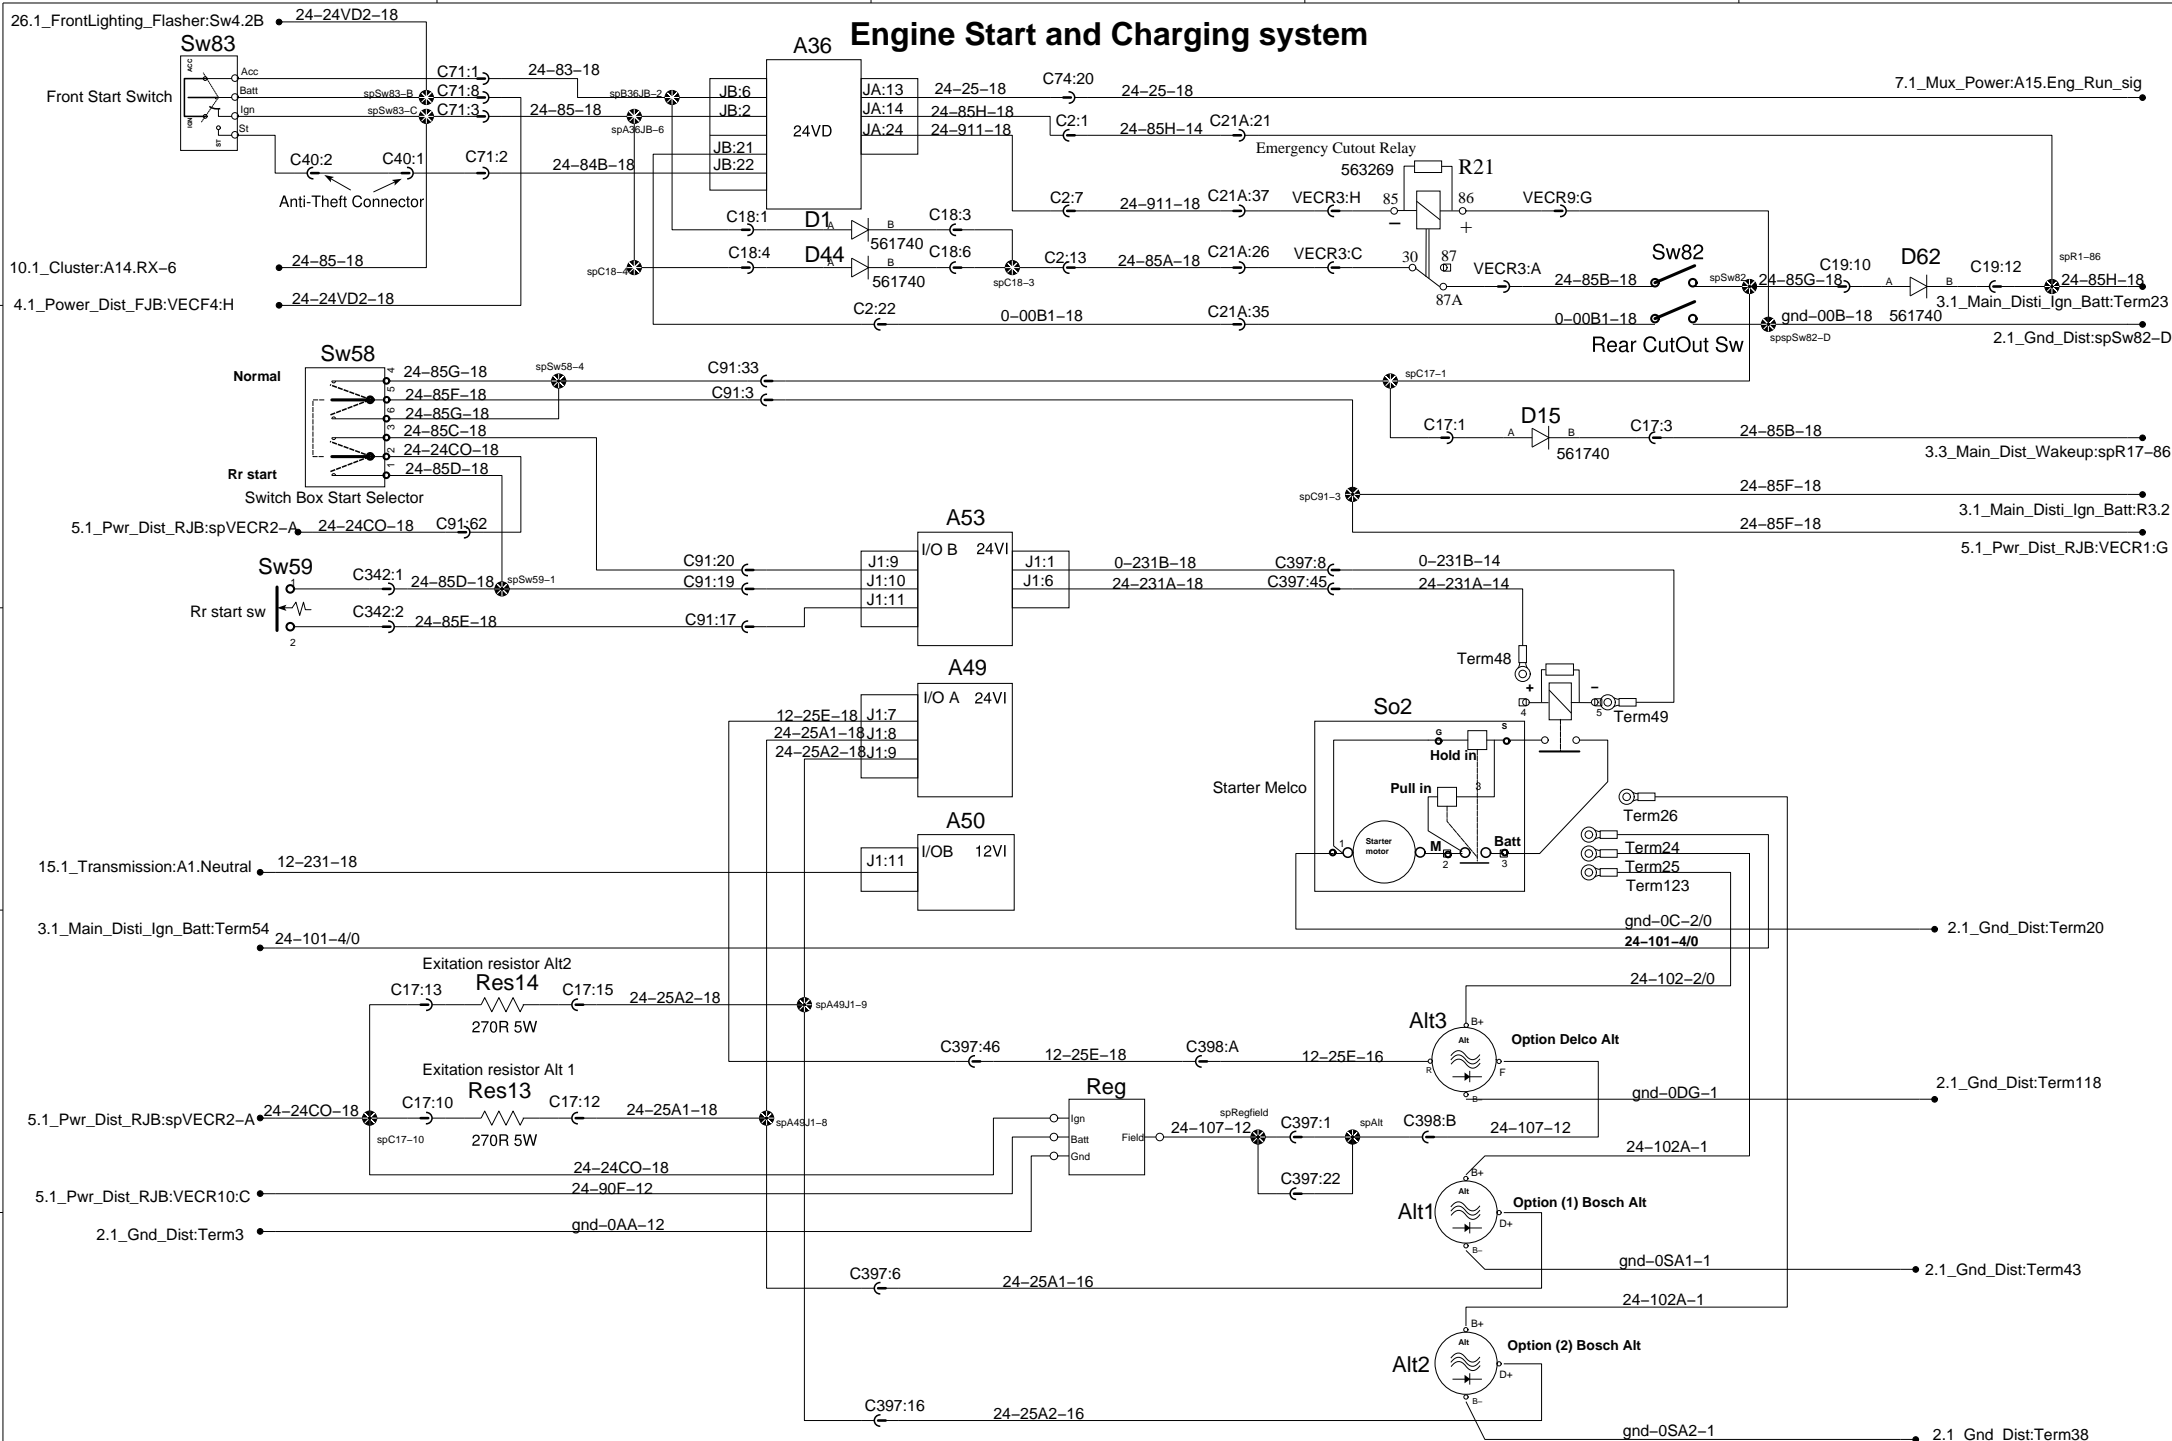 Engine Start and Charging system
26.1_FrontLighting_Flasher:Sw4.2B
24-24VD2-18
Sw83
ACC
IGN
ST
Acc
Batt
Ign
St
Front Start Switch
spSw83-B
spSw83-C
C71:1
C71:8
C71:3
24-83-18
24-85-18
spB36JB-2
spA36JB-6
C40:2
C40:1
C71:2
24-84B-18
Anti-Theft Connector
A36
24VD
JB:6
JB:2
JB:21
JB:22
JA:13
JA:14
JA:24
24-25-18
C74:20
24-25-18
7.1_Mux_Power:A15.Eng_Run_sig
24-85H-18
C2:1
24-85H-14
C21A:21
24-911-18
Emergency Cutout Relay
563269
R21
C2:7
24-911-18
C21A:37
VECR3:H
85
86
−
+
VECR9:G
C18:1
D1
A
B
561740
C18:3
10.1_Cluster:A14.RX-6
24-85-18
spC18-4
C18:4
D44
A
B
561740
C18:6
spC18-3
C2:13
24-85A-18
C21A:26
VECR3:C
30
87
87A
VECR3:A
24-85B-18
Sw82
spSw82
24-85G-18
C19:10
D62
A
B
561740
C19:12
spR1-86
24-85H-18
3.1_Main_Disti_Ign_Batt:Term23
4.1_Power_Dist_FJB:VECF4:H
24-24VD2-18
C2:22
0-00B1-18
C21A:35
0-00B1-18
gnd-00B-18
spspSw82-D
2.1_Gnd_Dist:spSw82-D
Rear CutOut Sw
Sw58
Normal
Rr start
4
5
6
3
2
1
24-85G-18
24-85F-18
24-85G-18
24-85C-18
24-24CO-18
24-85D-18
spSw58-4
C91:33
C91:3
spC17-1
C17:1
D15
A
B
561740
C17:3
24-85B-18
3.3_Main_Dist_Wakeup:spR17-86
Switch Box Start Selector
spC91-3
24-85F-18
3.1_Main_Disti_Ign_Batt:R3.2
24-85F-18
5.1_Pwr_Dist_RJB:VECR1:G
5.1_Pwr_Dist_RJB:spVECR2-A
24-24CO-18
C91:62
Sw59
1
2
Rr start sw
C342:1
24-85D-18
spSw59-1
C342:2
24-85E-18
C91:20
C91:19
C91:17
A53
I/O B
24VI
J1:9
J1:10
J1:11
J1:1
J1:6
0-231B-18
C397:8
0-231B-14
24-231A-18
C397:45
24-231A-14
A49
I/O A
24VI
12-25E-18
24-25A1-18
24-25A2-18
J1:7
J1:8
J1:9
Term48
+
−
4
5
Term49
So2
G
S
Hold in
Pull in
3
Starter Melco
Starter
motor
1
M
2
Batt
3
Term26
Term24
Term25
Term123
A50
I/OB
12VI
J1:11
15.1_Transmission:A1.Neutral
12-231-18
3.1_Main_Disti_Ign_Batt:Term54
24-101-4/0
gnd-0C-2/0
2.1_Gnd_Dist:Term20
24-101-4/0
24-102-2/0
Exitation resistor Alt2
C17:13
Res14
270R 5W
C17:15
24-25A2-18
spA49J1-9
Exitation resistor Alt 1
Res13
270R 5W
5.1_Pwr_Dist_RJB:spVECR2-A
24-24CO-18
spC17-10
C17:10
C17:12
24-25A1-18
spA49J1-8
C397:46
12-25E-18
C398:A
12-25E-16
Alt3
Alt
B+
R
F
B-
Option Delco Alt
gnd-0DG-1
2.1_Gnd_Dist:Term118
Reg
Ign
Batt
Gnd
Field
24-107-12
spRegfield
C397:1
C397:22
spAlt
C398:B
24-107-12
24-102A-1
24-24CO-18
5.1_Pwr_Dist_RJB:VECR10:C
24-90F-12
2.1_Gnd_Dist:Term3
gnd-0AA-12
Alt1
Alt
B+
D+
B-
Option (1) Bosch Alt
gnd-0SA1-1
2.1_Gnd_Dist:Term43
C397:6
24-25A1-16
24-102A-1
Alt2
Alt
B+
D+
B-
Option (2) Bosch Alt
C397:16
24-25A2-16
gnd-0SA2-1
2.1_Gnd_Dist:Term38